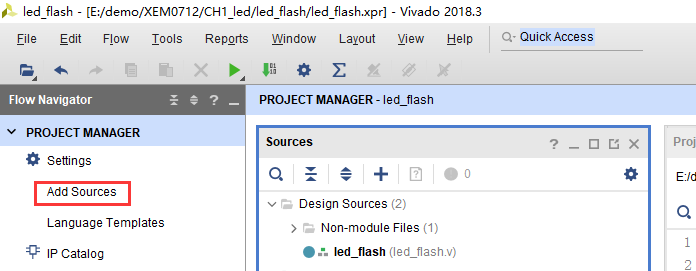 led_flash - [E:/demo/XEM0712/CH1_led/led_flash/led_flash.xpr] - Vivado 2018.3
File Edit Flow Tools Reports Window Layout View Help Quick Access
Flow Navigator
PROJECT MANAGER - led_flash
PROJECT MANAGER
Settings
Add Sources
Language Templates
IP Catalog
Sources
0
Design Sources (2)
Non-module Files (1)
led_flash (led_flash.v)
Proj
E:/d
1
2